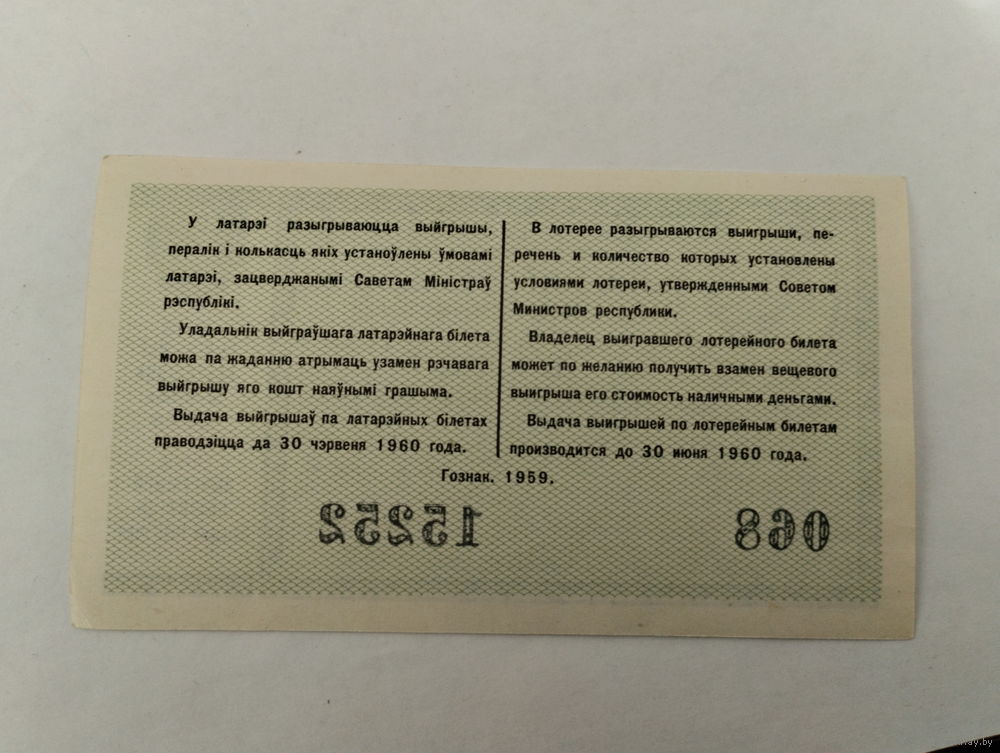 У латарэі разыгрываюцца выйгрышы,
пералік і колькасць якіх устаноўлены ўмовамі
латарэі, зацверджанымі Саветам Міністраў
рэспублікі.
Уладальнік выйграўшага латарэйнага білета
можа па жаданню атрымаць узамен рэчавага
выйгрышу яго кошт наяўнымі грашыма.
Выдача выйгрышаў па латарэйных білетах
праводзіцца да 30 чэрвеня 1960 года.
В лотерее разыгрываются выигрыши, пе-
речень и количество которых установлены
условиями лотереи, утвержденными Советом
Министров республики.
Владелец выигравшего лотерейного билета
может по желанию получить взамен вещевого
выигрыша его стоимость наличными деньгами.
Выдача выигрышей по лотерейным билетам
производится до 30 июня 1960 года.
Гознак. 1959.
15252
068